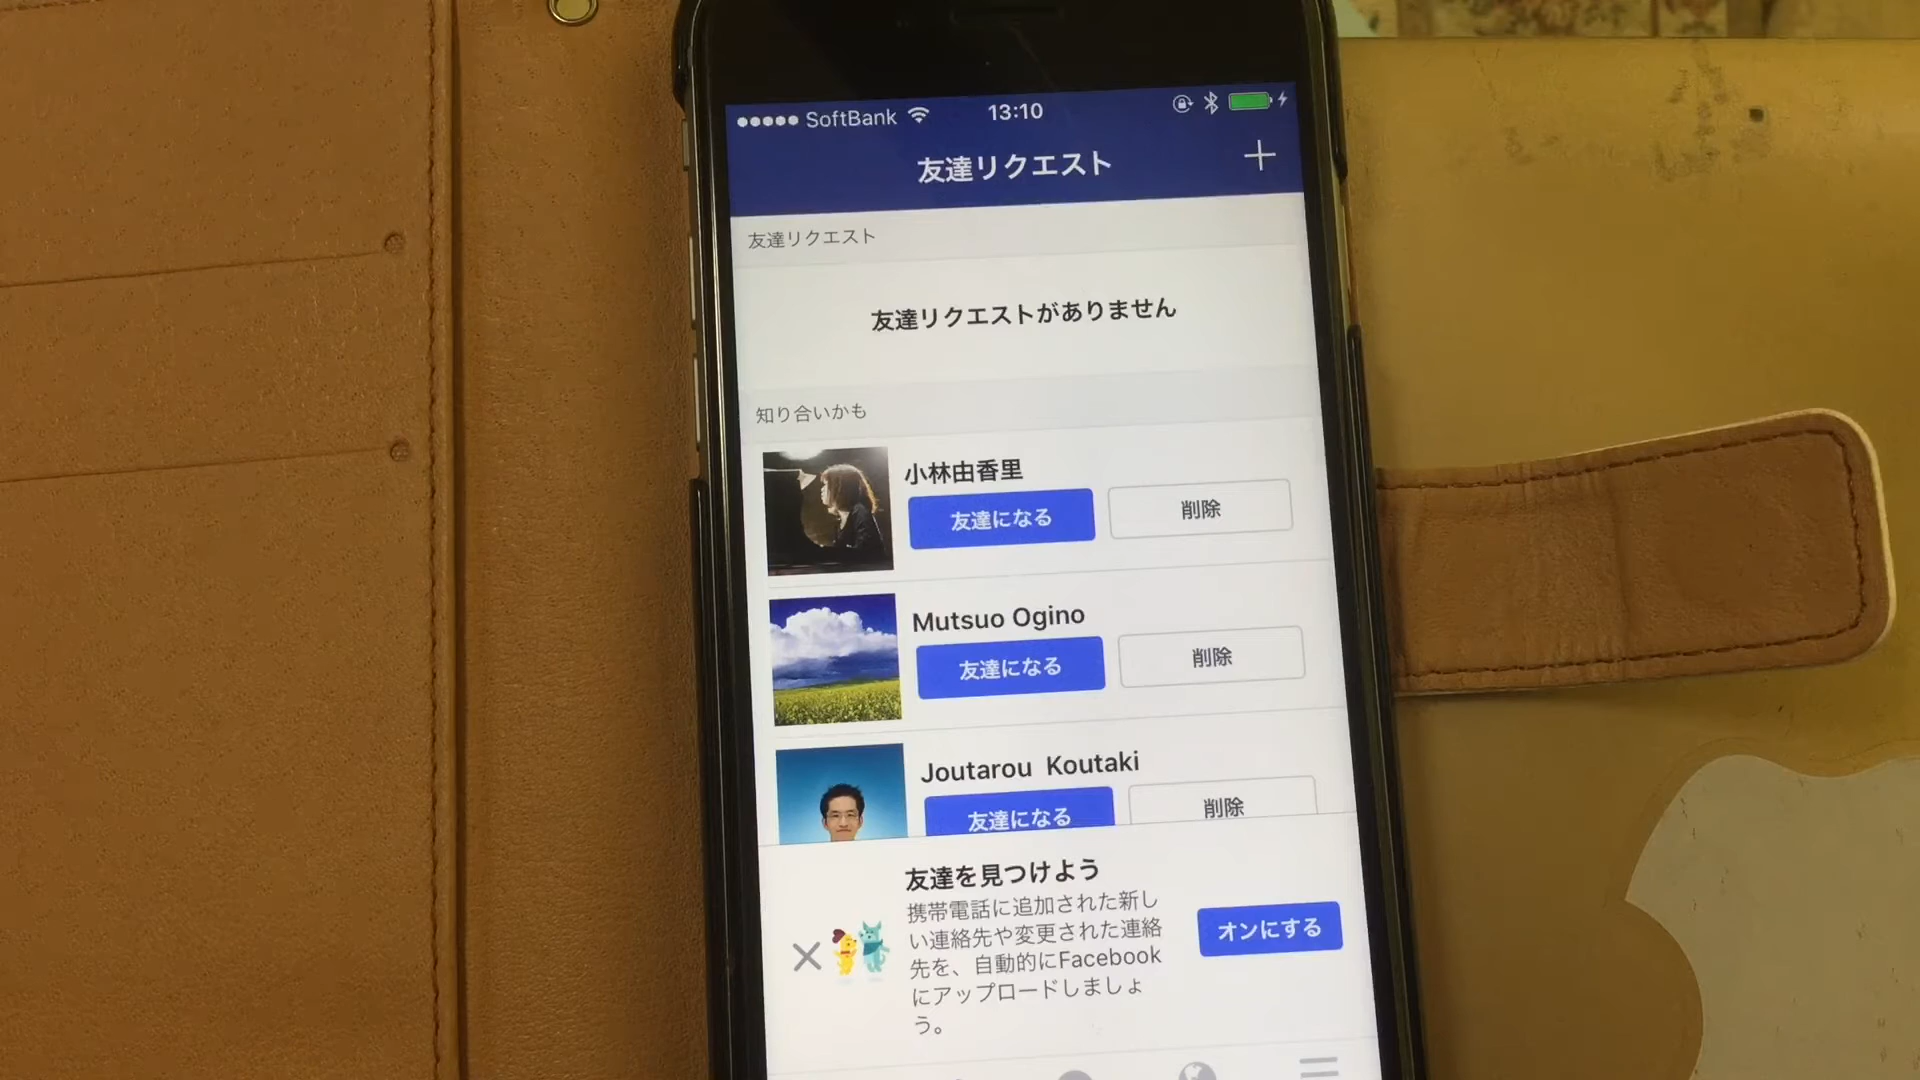 SoftBank 13:10
友達リクエスト
友達リクエスト
友達リクエストがありません
知り合いかも
小林由香里
友達になる 削除
Mutsuo Ogino
友達になる 削除
Joutarou Koutaki
友達になる 削除
友達を見つけよう
携帯電話に追加された新し
い連絡先や変更された連絡
先を、自動的にFacebook
にアップロードしましょ
う。
オンにする